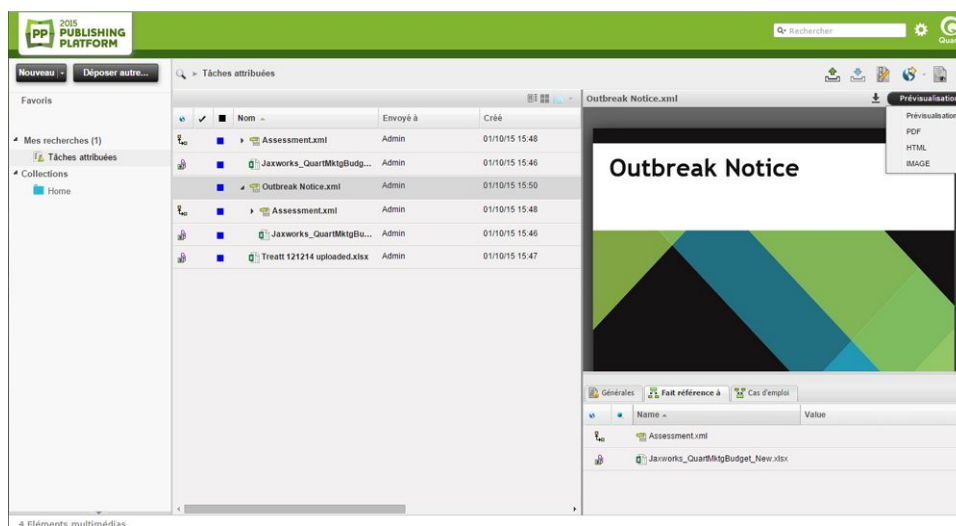 2015
PP PUBLISHING
PLATFORM
Rechercher
Nouveau
Déposer autre...
Tâches attribuées
Favoris
Mes recherches (1)
Tâches attribuées
Collections
Home
Nom
Envoyé à
Créé
Assessment.xml Admin 01/10/15 15:48
Jaxworks_QuartMktgBudg... Admin 01/10/15 15:46
Outbreak Notice.xml Admin 01/10/15 15:50
Assessment.xml Admin 01/10/15 15:48
Jaxworks_QuartMktgBu... Admin 01/10/15 15:46
Treatt 121214 uploaded.xlsx Admin 01/10/15 15:47
Outbreak Notice.xml
Prévisualisation
Prévisualisation
PDF
HTML
IMAGE
Outbreak Notice
Générales
Fait référence à
Cas d'emploi
Name
Value
Assessment.xml
Jaxworks_QuartMktgBudget_New.xlsx
4 Eléments multimédias